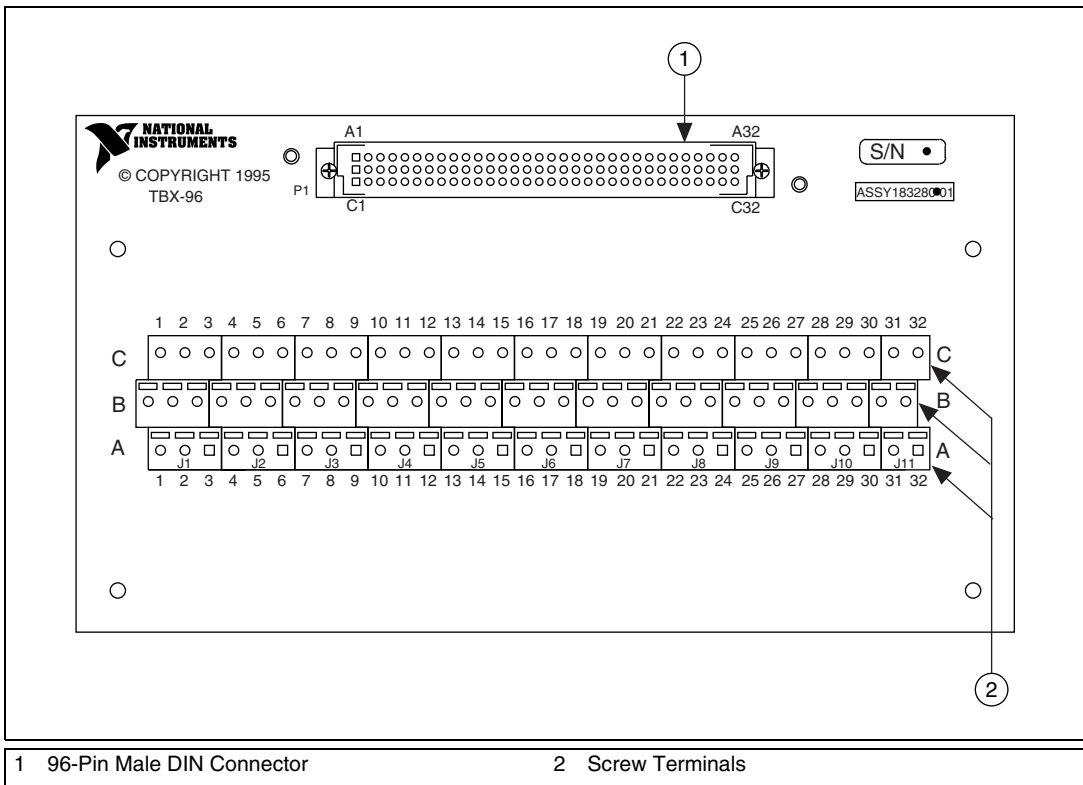 1
NATIONAL
INSTRUMENTS
© COPYRIGHT 1995
TBX-96
A1
A32
P1
C1
C32
S/N
ASSY183280-01
1 2 3 4 5 6 7 8 9 10 11 12 13 14 15 16 17 18 19 20 21 22 23 24 25 26 27 28 29 30 31 32
C
C
B
B
A
A
J1 J2 J3 J4 J5 J6 J7 J8 J9 J10 J11
1 2 3 4 5 6 7 8 9 10 11 12 13 14 15 16 17 18 19 20 21 22 23 24 25 26 27 28 29 30 31 32
2
1 96-Pin Male DIN Connector 2 Screw Terminals